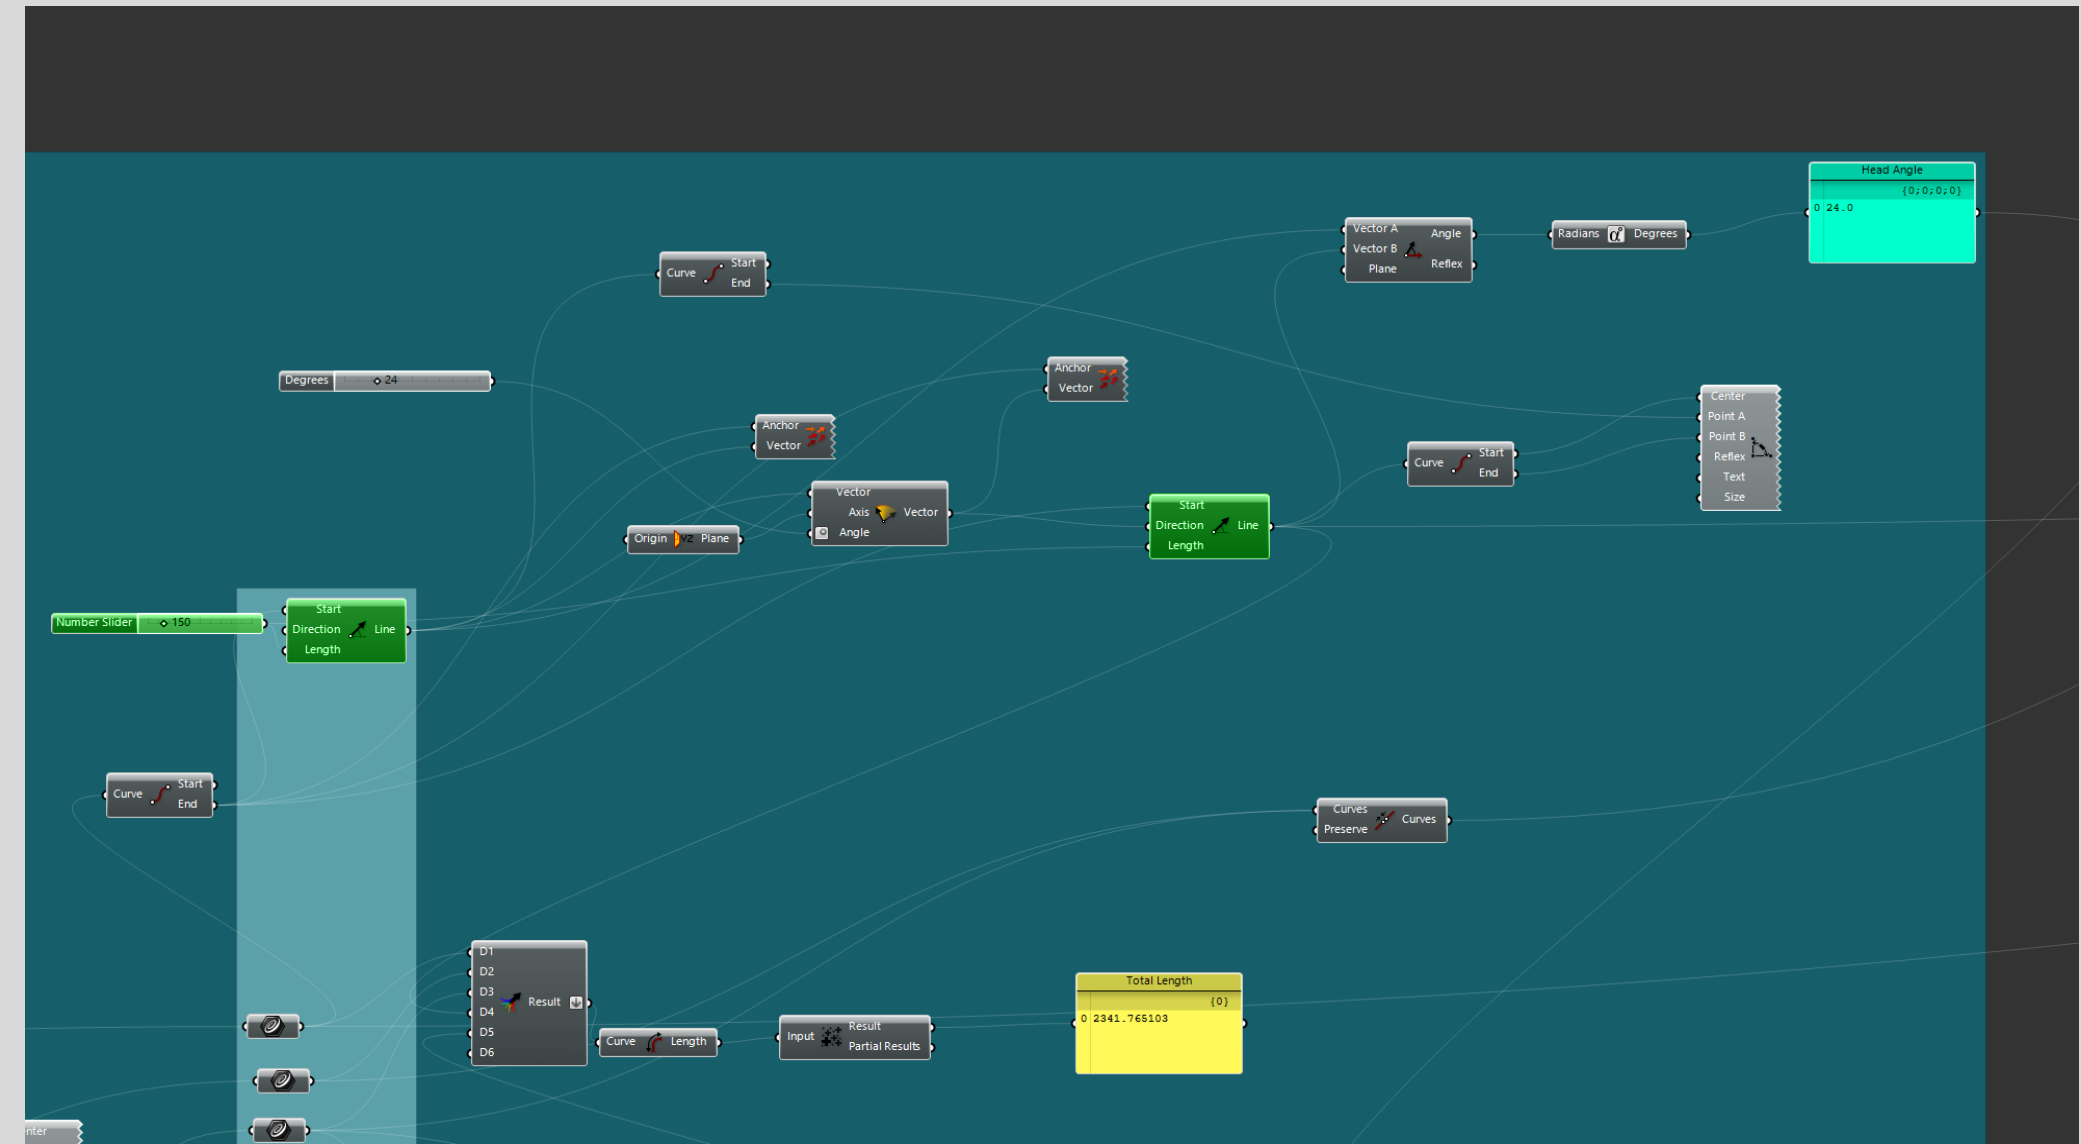 Head Angle
{0;0;0;0}
0 24.0
Vector A
Vector B
Plane
Angle
Reflex
Radians Degrees
Curve
Start
End
Degrees 24
Anchor
Vector
Anchor
Vector
Center
Point A
Point B
Reflex
Text
Size
Curve
Start
End
Vector
Axis
Angle
Vector
Origin YZ Plane
Start
Direction
Length
Line
Number Slider 150
Start
Direction
Length
Line
Curve
Start
End
Curves
Preserve
Curves
D1
D2
D3
D4
D5
D6
Result
Curve Length
Input
Result
Partial Results
Total Length
{0}
0 2341.765103
nter